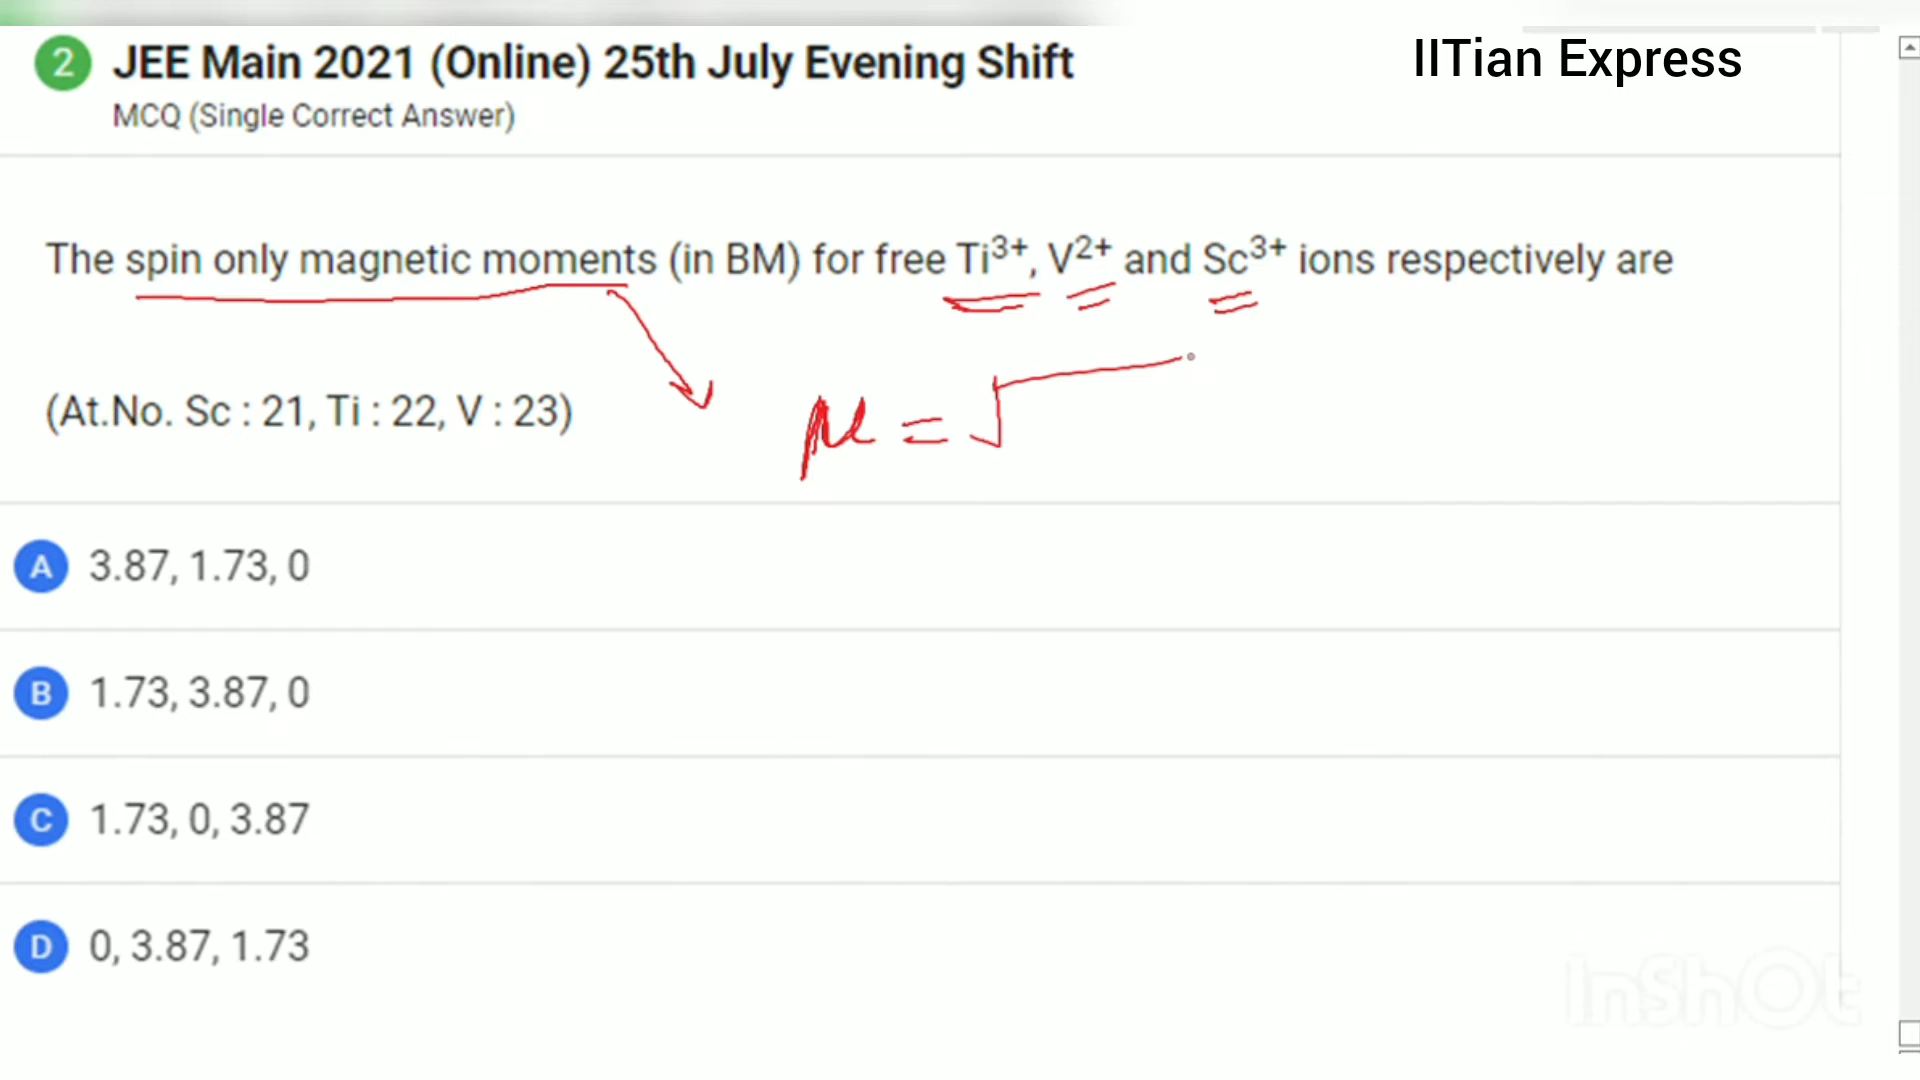 2 JEE Main 2021 (Online) 25th July Evening Shift
IITian Express
MCQ (Single Correct Answer)
The spin only magnetic moments (in BM) for free Ti³⁺, V²⁺ and Sc³⁺ ions respectively are
(At.No. Sc : 21, Ti : 22, V : 23)
μ = √
A 3.87, 1.73, 0
B 1.73, 3.87, 0
C 1.73, 0, 3.87
D 0, 3.87, 1.73
InShOt